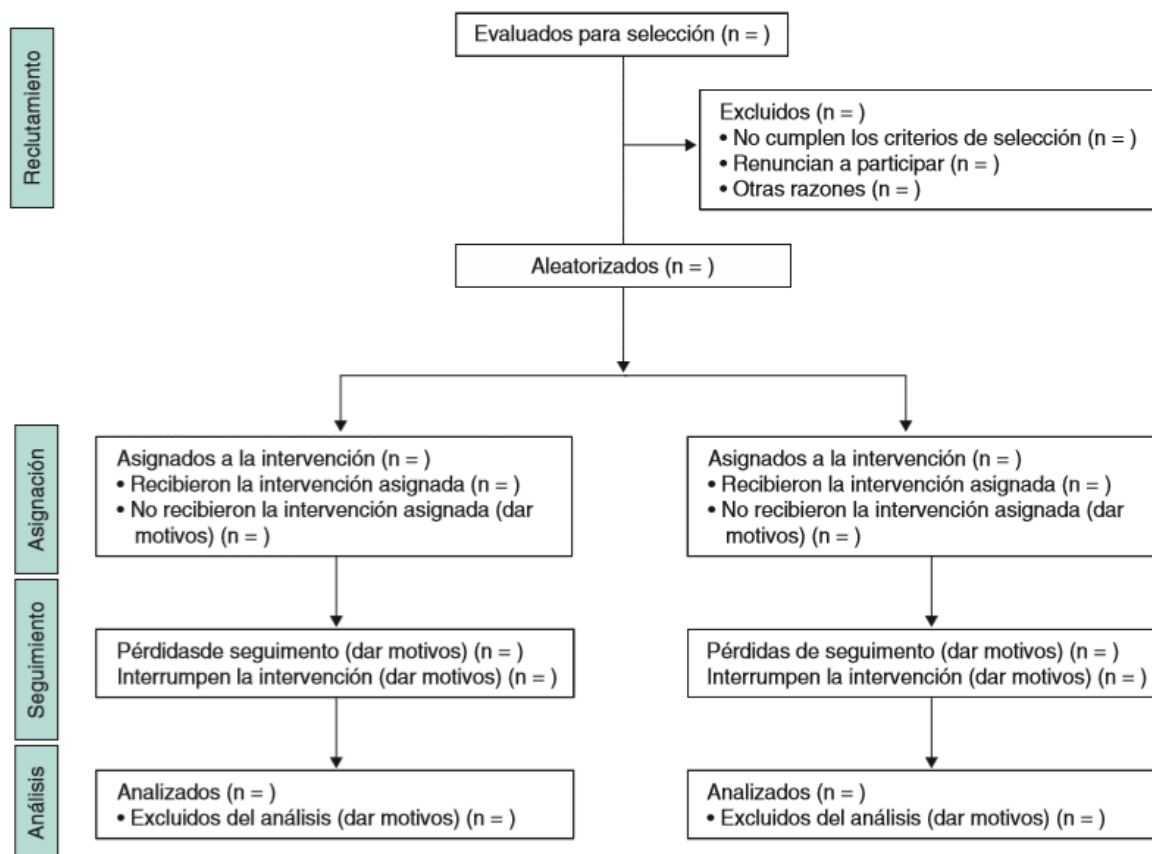 Reclutamiento
Evaluados para selección (n = )
Excluidos (n = )
• No cumplen los criterios de selección (n = )
• Renuncian a participar (n = )
• Otras razones (n = )
Aleatorizados (n = )
Asignación
Asignados a la intervención (n = )
• Recibieron la intervención asignada (n = )
• No recibieron la intervención asignada (dar
motivos) (n = )
Asignados a la intervención (n = )
• Recibieron la intervención asignada (n = )
• No recibieron la intervención asignada (dar
motivos) (n = )
Seguimiento
Pérdidasde seguimento (dar motivos) (n = )
Interrumpen la intervención (dar motivos) (n = )
Pérdidas de seguimento (dar motivos) (n = )
Interrumpen la intervención (dar motivos) (n = )
Análisis
Analizados (n = )
• Excluidos del análisis (dar motivos) (n = )
Analizados (n = )
• Excluidos del análisis (dar motivos) (n = )